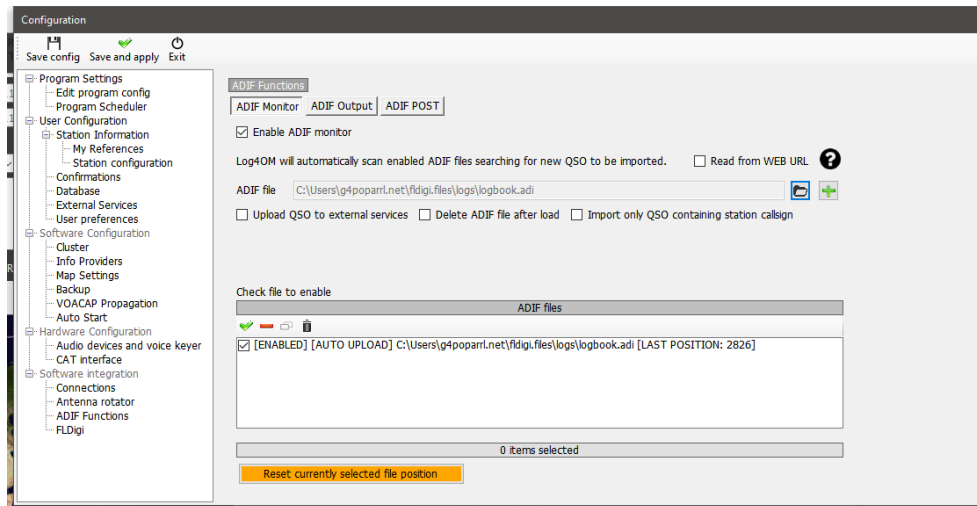 Configuration
Save config Save and apply Exit
Program Settings
Edit program config
Program Scheduler
User Configuration
Station Information
My References
Station configuration
Confirmations
Database
External Services
User preferences
Software Configuration
Cluster
Info Providers
Map Settings
Backup
VOACAP Propagation
Auto Start
Hardware Configuration
Audio devices and voice keyer
CAT interface
Software integration
Connections
Antenna rotator
ADIF Functions
FLDigi
ADIF Functions
ADIF Monitor ADIF Output ADIF POST
Enable ADIF monitor
Log4OM will automatically scan enabled ADIF files searching for new QSO to be imported. Read from WEB URL ?
ADIF file C:\Users\g4poparrl.net\fldigi.files\logs\logbook.adi
Upload QSO to external services Delete ADIF file after load Import only QSO containing station callsign
Check file to enable
ADIF files
[ENABLED] [AUTO UPLOAD] C:\Users\g4poparrl.net\fldigi.files\logs\logbook.adi [LAST POSITION: 2826]
0 items selected
Reset currently selected file position